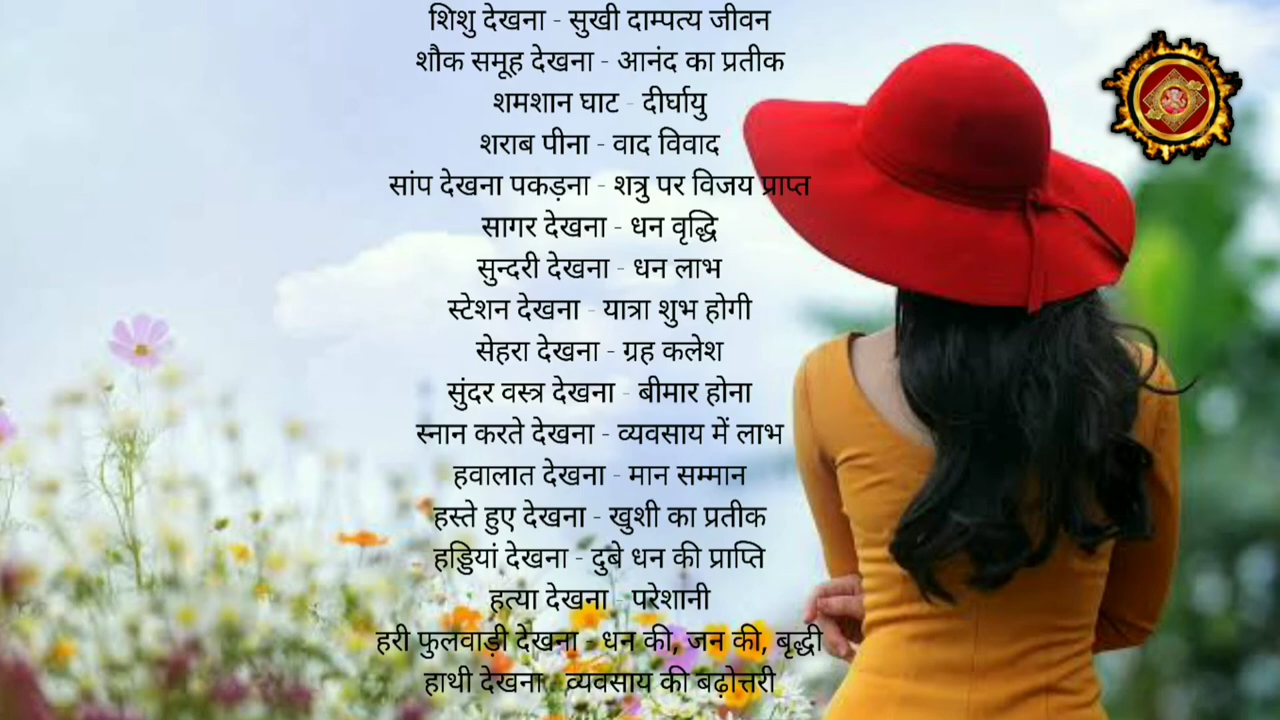 शिशु देखना - सुखी दाम्पत्य जीवन
शौक समूह देखना - आनंद का प्रतीक
शमशान घाट - दीर्घायु
शराब पीना - वाद विवाद
सांप देखना पकड़ना - शत्रु पर विजय प्राप्त
सागर देखना - धन वृद्धि
सुन्दरी देखना - धन लाभ
स्टेशन देखना - यात्रा शुभ होगी
सेहरा देखना - ग्रह कलेश
सुंदर वस्त्र देखना - बीमार होना
स्नान करते देखना - व्यवसाय में लाभ
हवालात देखना - मान सम्मान
हस्ते हुए देखना - खुशी का प्रतीक
हड्डियां देखना - दुबे धन की प्राप्ति
हत्या देखना - परेशानी
हरी फुलवाड़ी देखना - धन की, जन की, बृद्धी
हाथी देखना - व्यवसाय की बढ़ोत्तरी